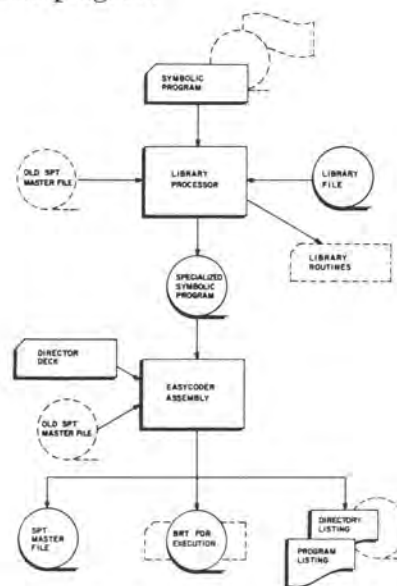 SYMBOLIC
PROGRAM
OLD SPT
MASTER FILE
LIBRARY
PROCESSOR
LIBRARY
FILE
LIBRARY
ROUTINES
SPECIALIZED
SYMBOLIC
PROGRAM
DIRECTOR
DECK
EASYCODER
ASSEMBLY
OLD SPT
MASTER FILE
SPT
MASTER
FILE
BRT FOR
EXECUTION
DIRECTORY
LISTING
PROGRAM
LISTING